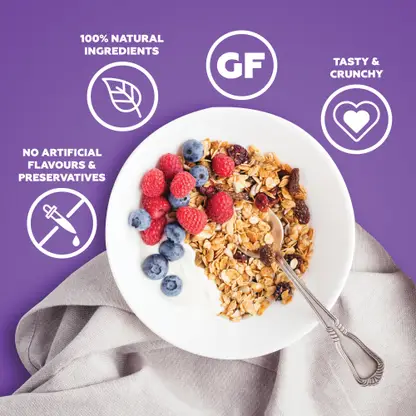 100% NATURAL
INGREDIENTS
GF
TASTY &
CRUNCHY
NO ARTIFICIAL
FLAVOURS &
PRESERVATIVES